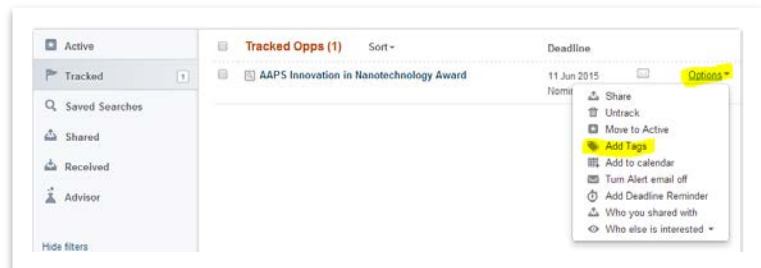 Active
Tracked 1
Saved Searches
Shared
Received
Advisor
Hide filters
Tracked Opps (1) Sort Deadline
AAPS Innovation in Nanotechnology Award 11 Jun 2015 Options
Share
Untrack
Move to Active
Add Tags
Add to calendar
Turn Alert email off
Add Deadline Reminder
Who you shared with
Who else is interested